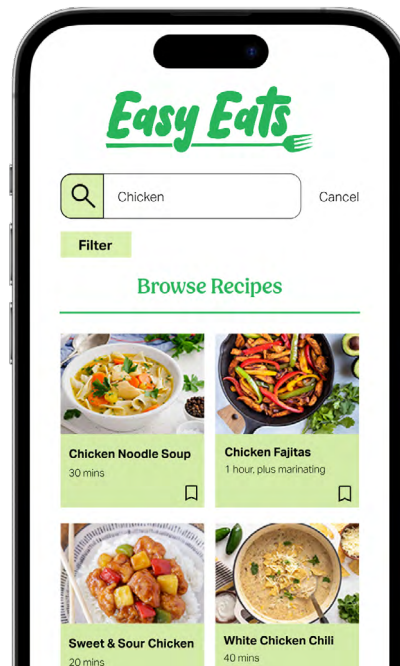 Easy Eats
Chicken
Cancel
Filter
Browse Recipes
Chicken Noodle Soup
30 mins
Chicken Fajitas
1 hour, plus marinating
Sweet & Sour Chicken
20 mins
White Chicken Chili
40 mins